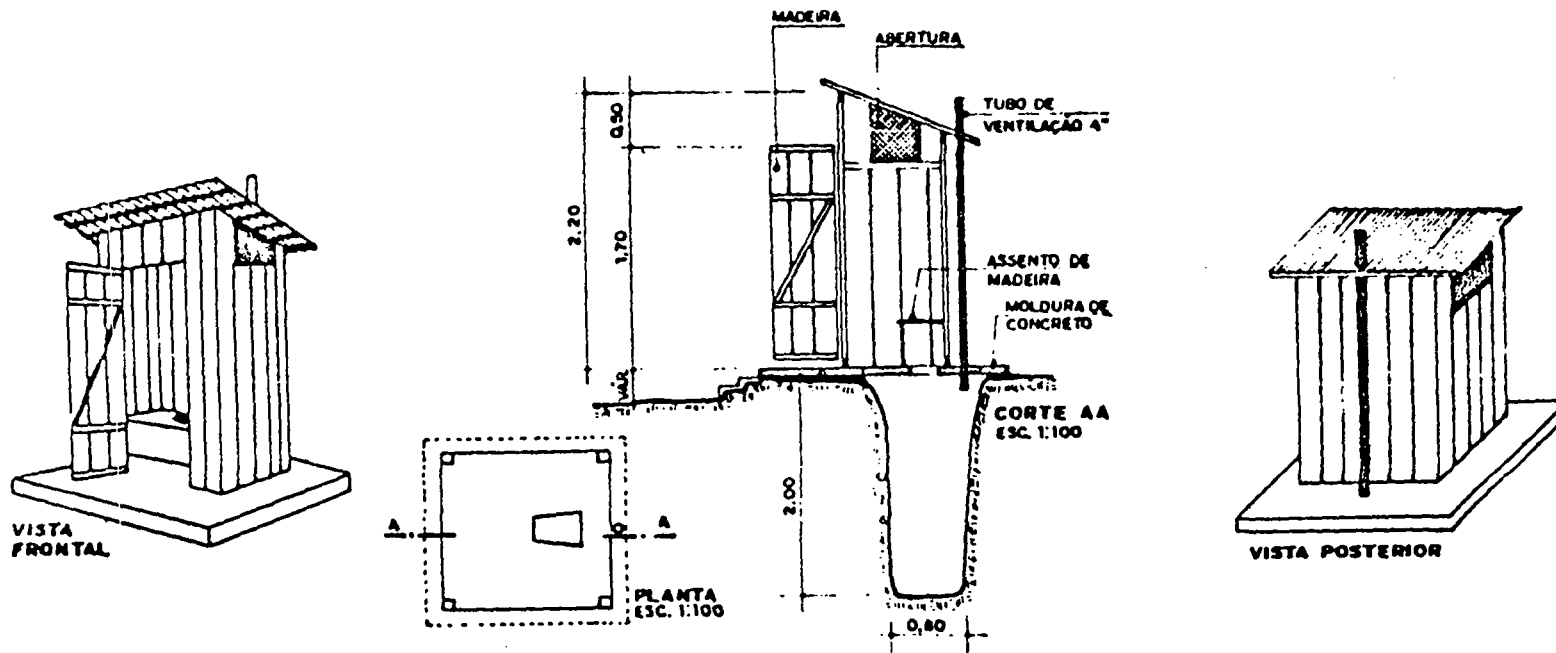 MADEIRA
ABERTURA
TUBO DE
VENTILAÇÃO 4"
0,50
2,20
1,70
ASSENTO DE
MADEIRA
MOLDURA DE
CONCRETO
VAR
CORTE AA
ESC. 1:100
2,00
0,80
A
A
PLANTA
ESC. 1:100
VISTA
FRONTAL
VISTA POSTERIOR